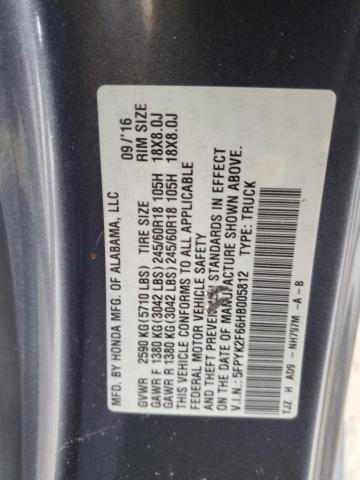 MFD. BY HONDA MFG. OF ALABAMA, LLC 09/'16
GVWR 2590 KG(5710 LBS) TIRE SIZE RIM SIZE
GAWR F 1380 KG(3042 LBS) 245/60R18 105H 18X8.0J
GAWR R 1380 KG(3042 LBS) 245/60R18 105H 18X8.0J
THIS VEHICLE CONFORMS TO ALL APPLICABLE
FEDERAL MOTOR VEHICLE SAFETY
AND THEFT PREVENTION STANDARDS IN EFFECT
ON THE DATE OF MANUFACTURE SHOWN ABOVE.
V.I.N.: 5FPYK2F66HB005812 TYPE: TRUCK
TJZ H AD9 -NH797M -A -B